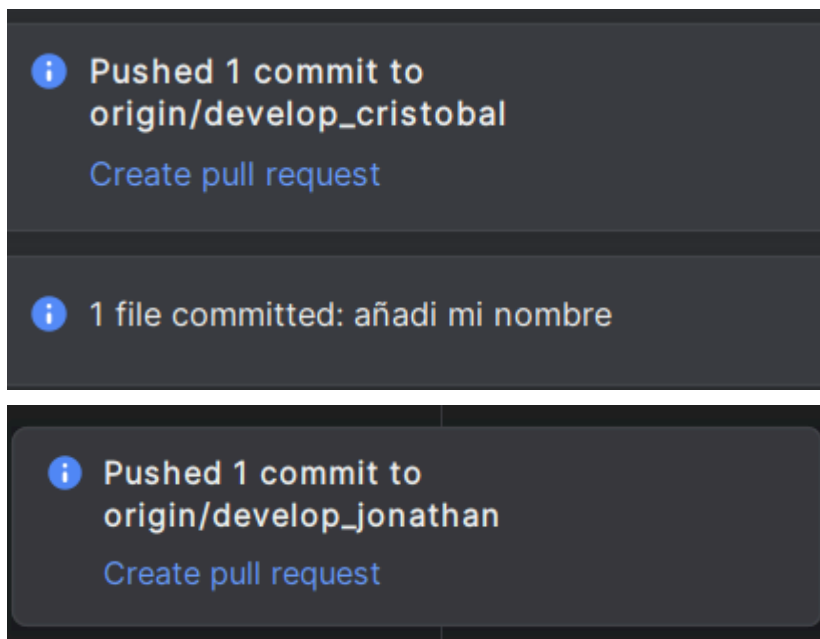 Pushed 1 commit to
origin/develop_cristobal
Create pull request
1 file committed: añadi mi nombre
Pushed 1 commit to
origin/develop_jonathan
Create pull request